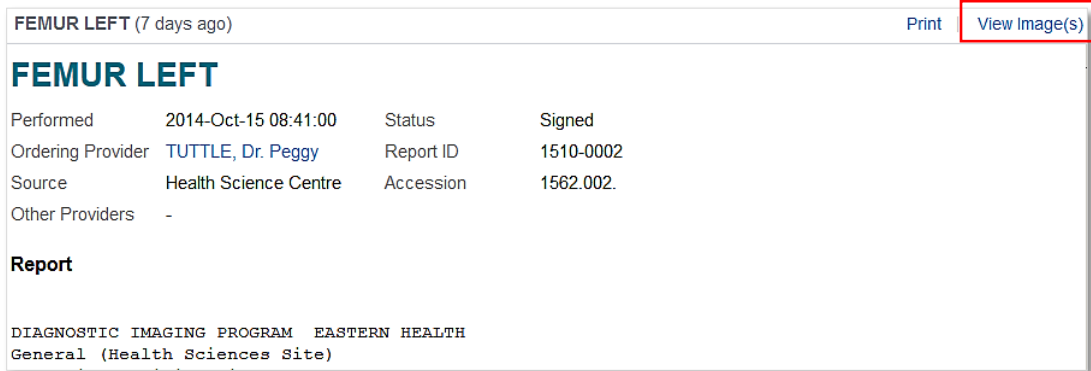 FEMUR LEFT (7 days ago) Print | View Image(s)
FEMUR LEFT
Performed 2014-Oct-15 08:41:00 Status Signed
Ordering Provider TUTTLE, Dr. Peggy Report ID 1510-0002
Source Health Science Centre Accession 1562.002.
Other Providers -
Report
DIAGNOSTIC IMAGING PROGRAM  EASTERN HEALTH
General (Health Sciences Site)